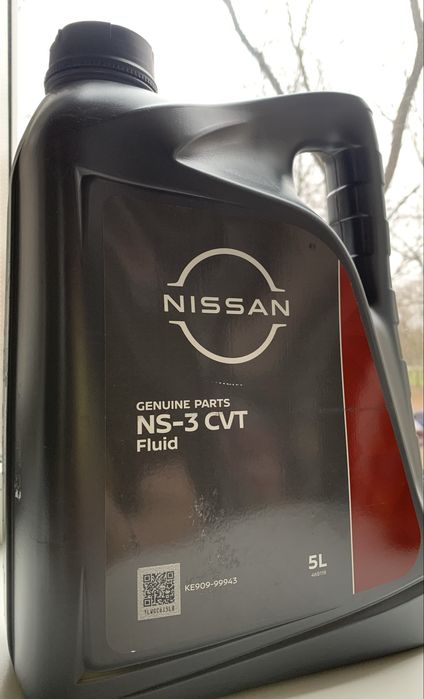 NISSAN
GENUINE PARTS
NS-3 CVT
Fluid
5L
KE909-99943